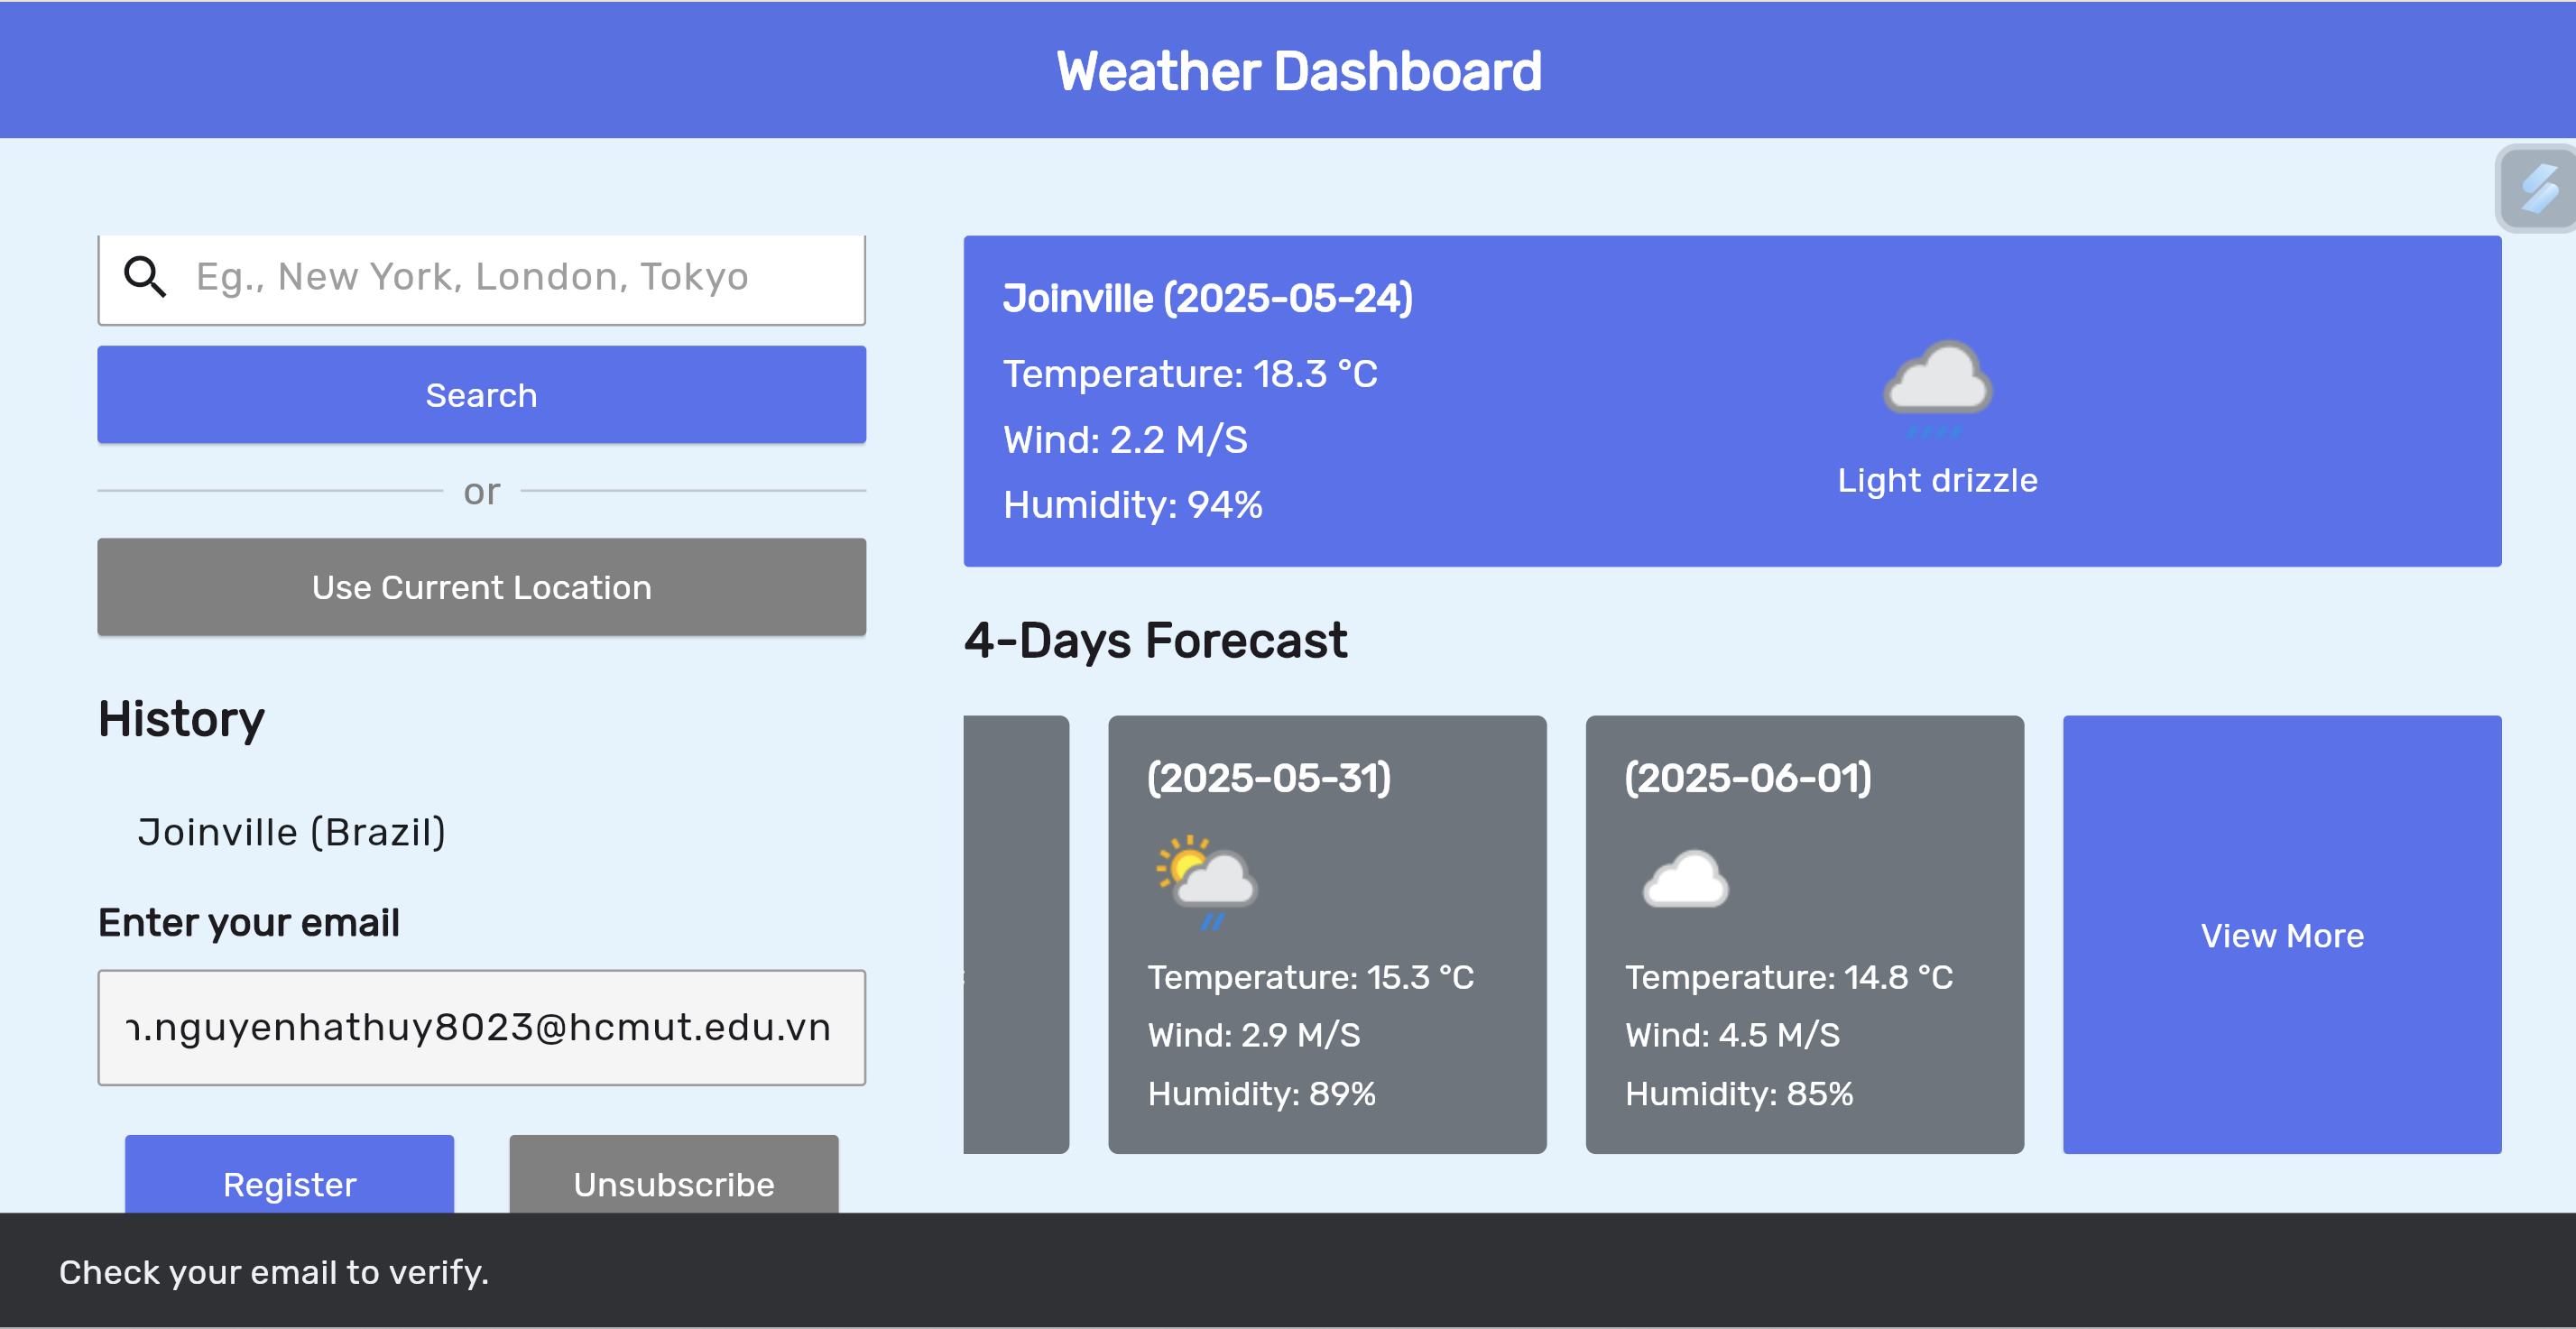 Weather Dashboard
Eg., New York, London, Tokyo
Search
or
Use Current Location
History
Joinville (Brazil)
Enter your email
.nguyenhathuy8023@hcmut.edu.vn
Register
Unsubscribe
Joinville (2025-05-24)
Temperature: 18.3 °C
Wind: 2.2 M/S
Humidity: 94%
Light drizzle
4-Days Forecast
(2025-05-31)
Temperature: 15.3 °C
Wind: 2.9 M/S
Humidity: 89%
(2025-06-01)
Temperature: 14.8 °C
Wind: 4.5 M/S
Humidity: 85%
View More
Check your email to verify.